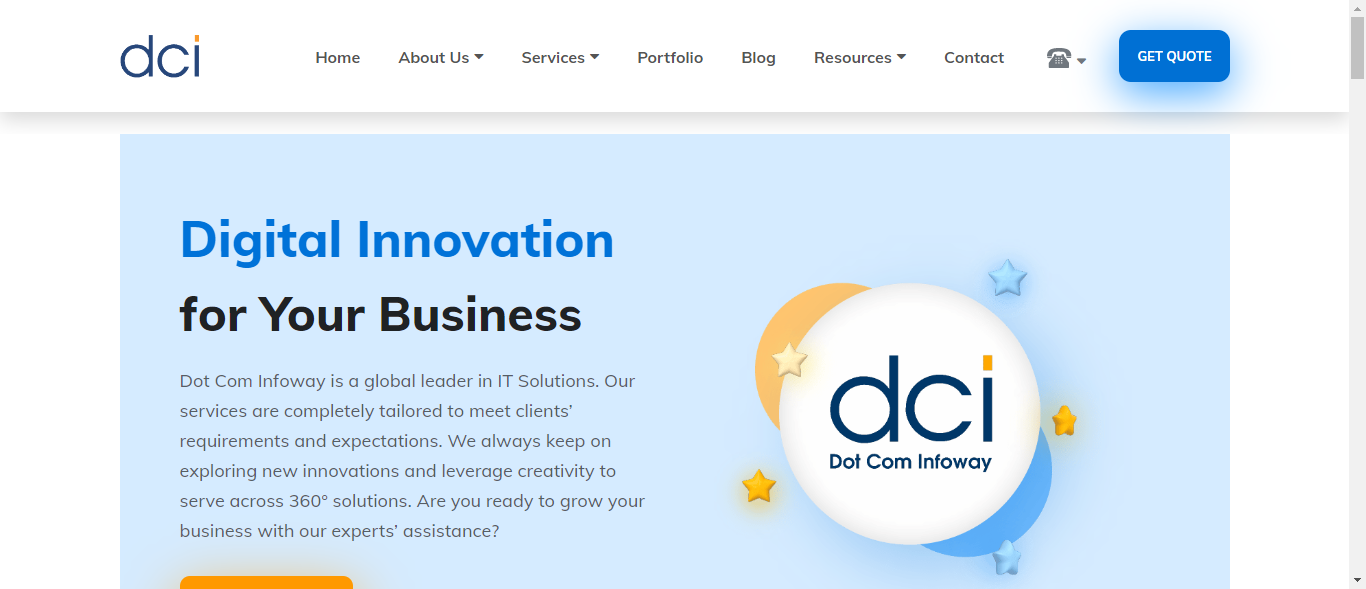 dci
Home
About Us
Services
Portfolio
Blog
Resources
Contact
GET QUOTE
Digital Innovation
for Your Business
Dot Com Infoway is a global leader in IT Solutions. Our
services are completely tailored to meet clients’
requirements and expectations. We always keep on
exploring new innovations and leverage creativity to
serve across 360° solutions. Are you ready to grow your
business with our experts’ assistance?
dci
Dot Com Infoway